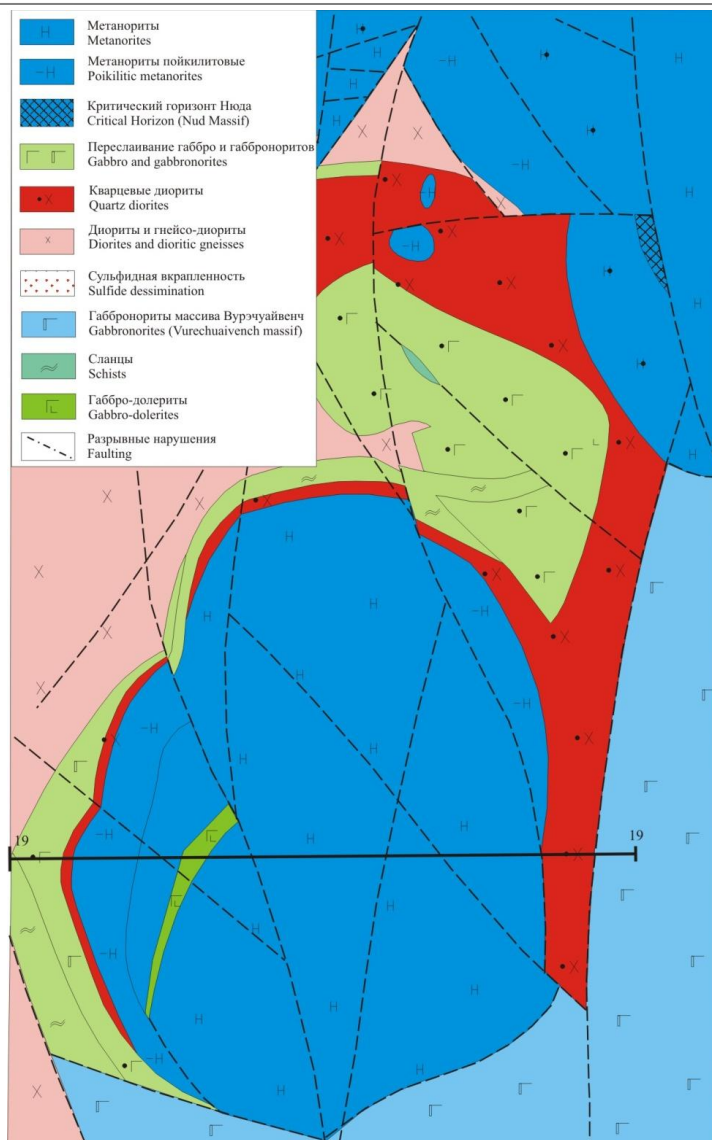 Метанориты
Metanorites
Метанориты пойкилитовые
Poikilitic metanorites
Критический горизонт Нюда
Critical Horizon (Nud Massif)
Переслаивание габбро и габброноритов
Gabbro and gabbronorites
Кварцевые диориты
Quartz diorites
Диориты и гнейсо-диориты
Diorites and dioritic gneisses
Сульфидная вкрапленность
Sulfide dessimination
Габбронориты массива Вурэчуайвенч
Gabbronorites (Vurechuaivench massif)
Сланцы
Schists
Габбро-долериты
Gabbro-dolerites
Разрывные нарушения
Faulting
19
19